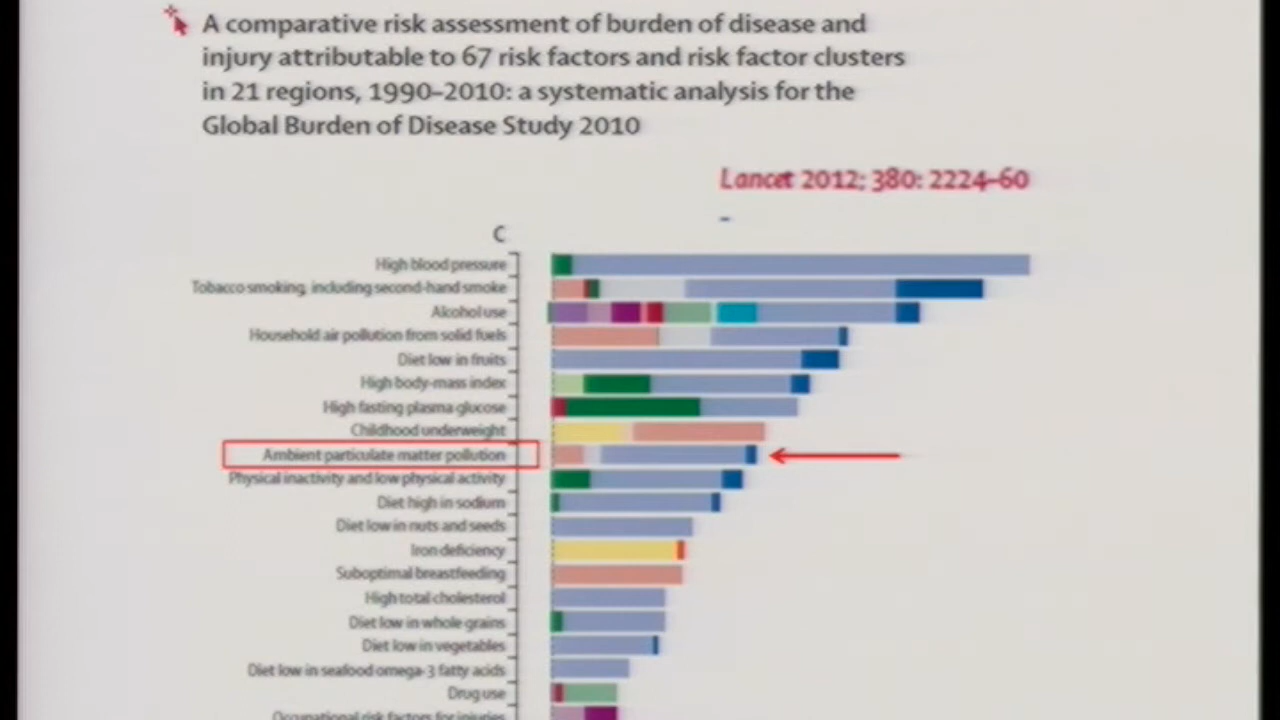 A comparative risk assessment of burden of disease and
injury attributable to 67 risk factors and risk factor clusters
in 21 regions, 1990–2010: a systematic analysis for the
Global Burden of Disease Study 2010
Lancet 2012; 380: 2224–60
C
High blood pressure
Tobacco smoking, including second-hand smoke
Alcohol use
Household air pollution from solid fuels
Diet low in fruits
High body-mass index
High fasting plasma glucose
Childhood underweight
Ambient particulate matter pollution
Physical inactivity and low physical activity
Diet high in sodium
Diet low in nuts and seeds
Iron deficiency
Suboptimal breastfeeding
High total cholesterol
Diet low in whole grains
Diet low in vegetables
Diet low in seafood omega-3 fatty acids
Drug use
Occupational risk factors for injuries